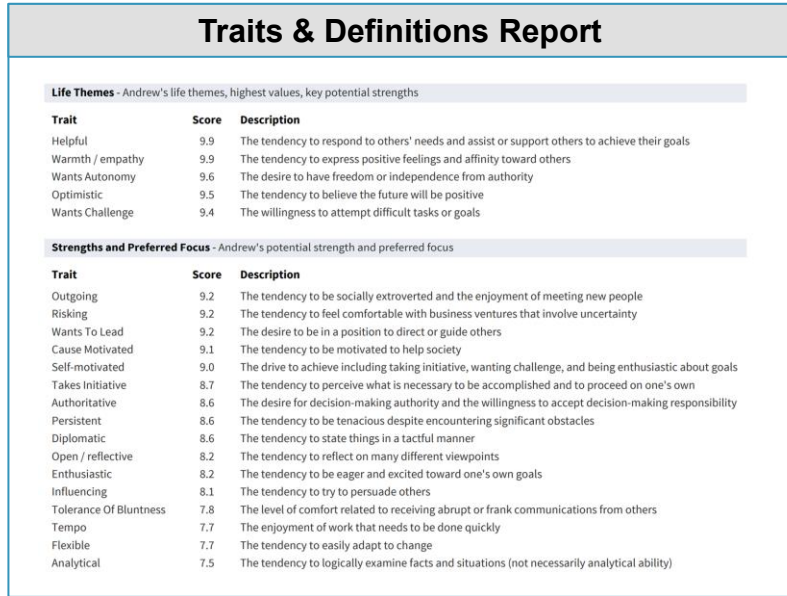 Traits & Definitions Report
Life Themes - Andrew's life themes, highest values, key potential strengths
Trait Score Description
Helpful 9.9 The tendency to respond to others' needs and assist or support others to achieve their goals
Warmth / empathy 9.9 The tendency to express positive feelings and affinity toward others
Wants Autonomy 9.6 The desire to have freedom or independence from authority
Optimistic 9.5 The tendency to believe the future will be positive
Wants Challenge 9.4 The willingness to attempt difficult tasks or goals
Strengths and Preferred Focus - Andrew's potential strength and preferred focus
Trait Score Description
Outgoing 9.2 The tendency to be socially extroverted and the enjoyment of meeting new people
Risking 9.2 The tendency to feel comfortable with business ventures that involve uncertainty
Wants To Lead 9.2 The desire to be in a position to direct or guide others
Cause Motivated 9.1 The tendency to be motivated to help society
Self-motivated 9.0 The drive to achieve including taking initiative, wanting challenge, and being enthusiastic about goals
Takes Initiative 8.7 The tendency to perceive what is necessary to be accomplished and to proceed on one's own
Authoritative 8.6 The desire for decision-making authority and the willingness to accept decision-making responsibility
Persistent 8.6 The tendency to be tenacious despite encountering significant obstacles
Diplomatic 8.6 The tendency to state things in a tactful manner
Open / reflective 8.2 The tendency to reflect on many different viewpoints
Enthusiastic 8.2 The tendency to be eager and excited toward one's own goals
Influencing 8.1 The tendency to try to persuade others
Tolerance Of Bluntness 7.8 The level of comfort related to receiving abrupt or frank communications from others
Tempo 7.7 The enjoyment of work that needs to be done quickly
Flexible 7.7 The tendency to easily adapt to change
Analytical 7.5 The tendency to logically examine facts and situations (not necessarily analytical ability)